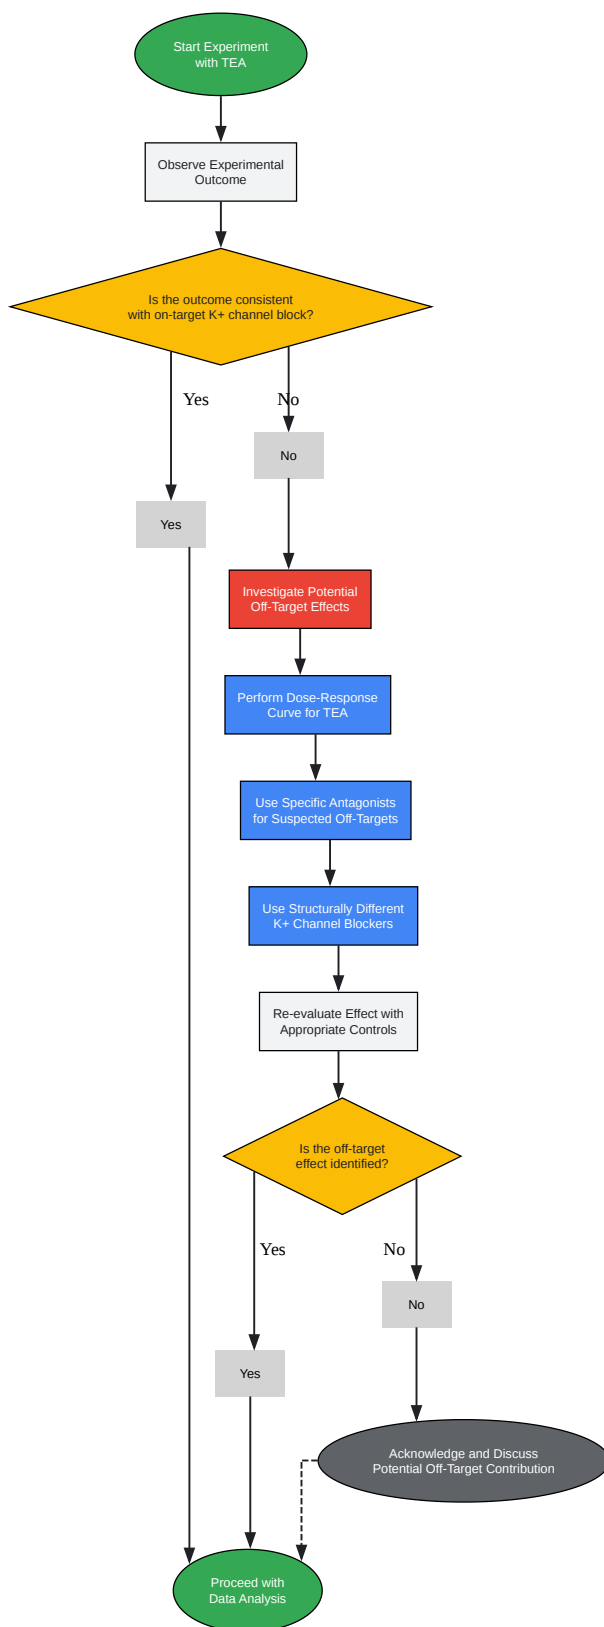 Start Experiment
with TEA
Observe Experimental
Outcome
Is the outcome consistent
with on-target K+ channel block?
Yes
No
No
Yes
Investigate Potential
Off-Target Effects
Perform Dose-Response
Curve for TEA
Use Specific Antagonists
for Suspected Off-Targets
Use Structurally Different
K+ Channel Blockers
Re-evaluate Effect with
Appropriate Controls
Is the off-target
effect identified?
Yes
No
No
Yes
Acknowledge and Discuss
Potential Off-Target Contribution
Proceed with
Data Analysis